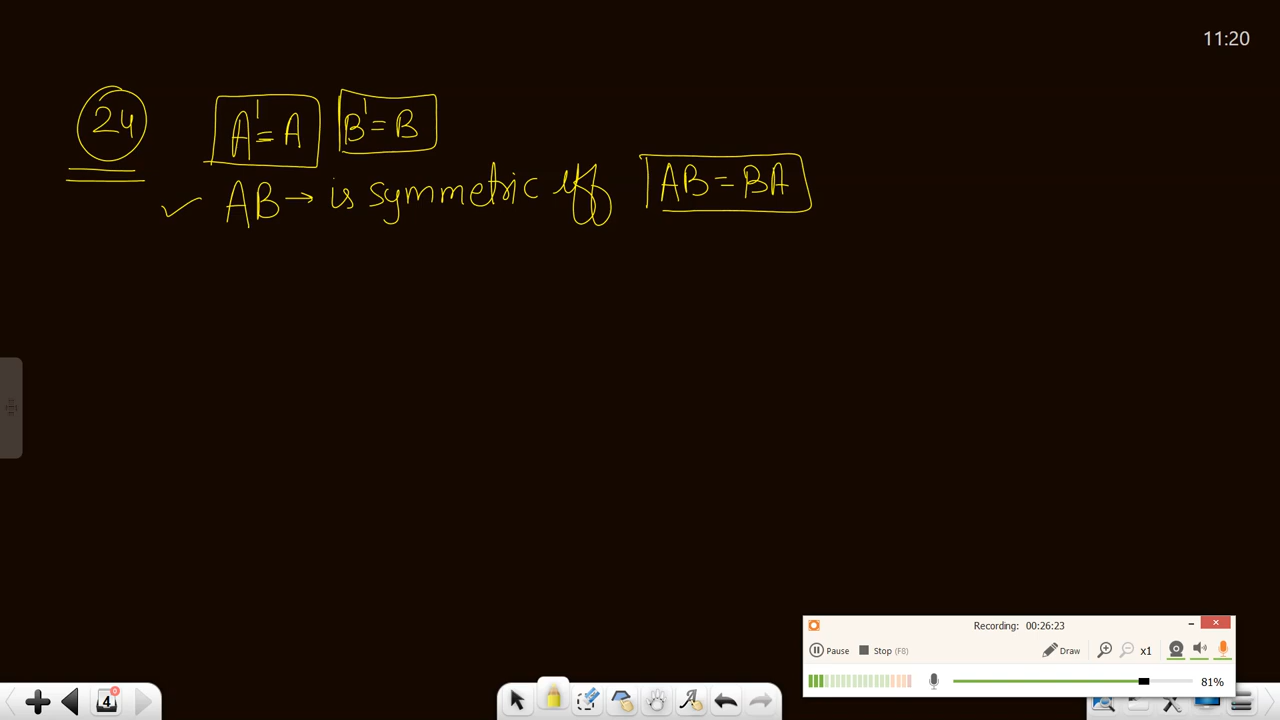 11:20
24 A' = A B' = B
AB → is symmetric iff AB = BA
Recording: 00:26:23
Pause Stop (F8) Draw x1
81%
4 0